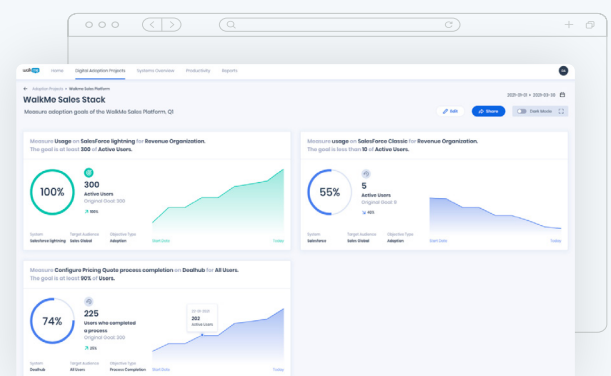 walkme Home Digital Adoption Projects Systems Overview Productivity Reports
Adoption Projects > Walkme Sales Platform
WalkMe Sales Stack
Measure adoption goals of the WalkMe Sales Platform, Q1
Edit Share Dark Mode
Measure Usage on Salesforce lightning for Revenue Organization.
The goal is at least 300 of Active Users.
100%
300
Active Users
Original Goal: 300
100%
System Target Audience Objective Type
Salesforce lightning Sales Global Adoption
Start Date Today
Measure usage on SalesForce Classic for Revenue Organization.
The goal is less than 10 of Active Users.
55%
5
Active Users
System Target Audience Objective Type
Salesforce Sales Global Adoption
Start Date Today
Measure Configure Pricing Quote process completion on Dealhub for All Users.
The goal is at least 90% of Users.
74%
225
Users who completed
a process
Original Goal: 300
202
Active Users
System Target Audience Objective Type
Dealhub All Users Process Completion
Start Date Today